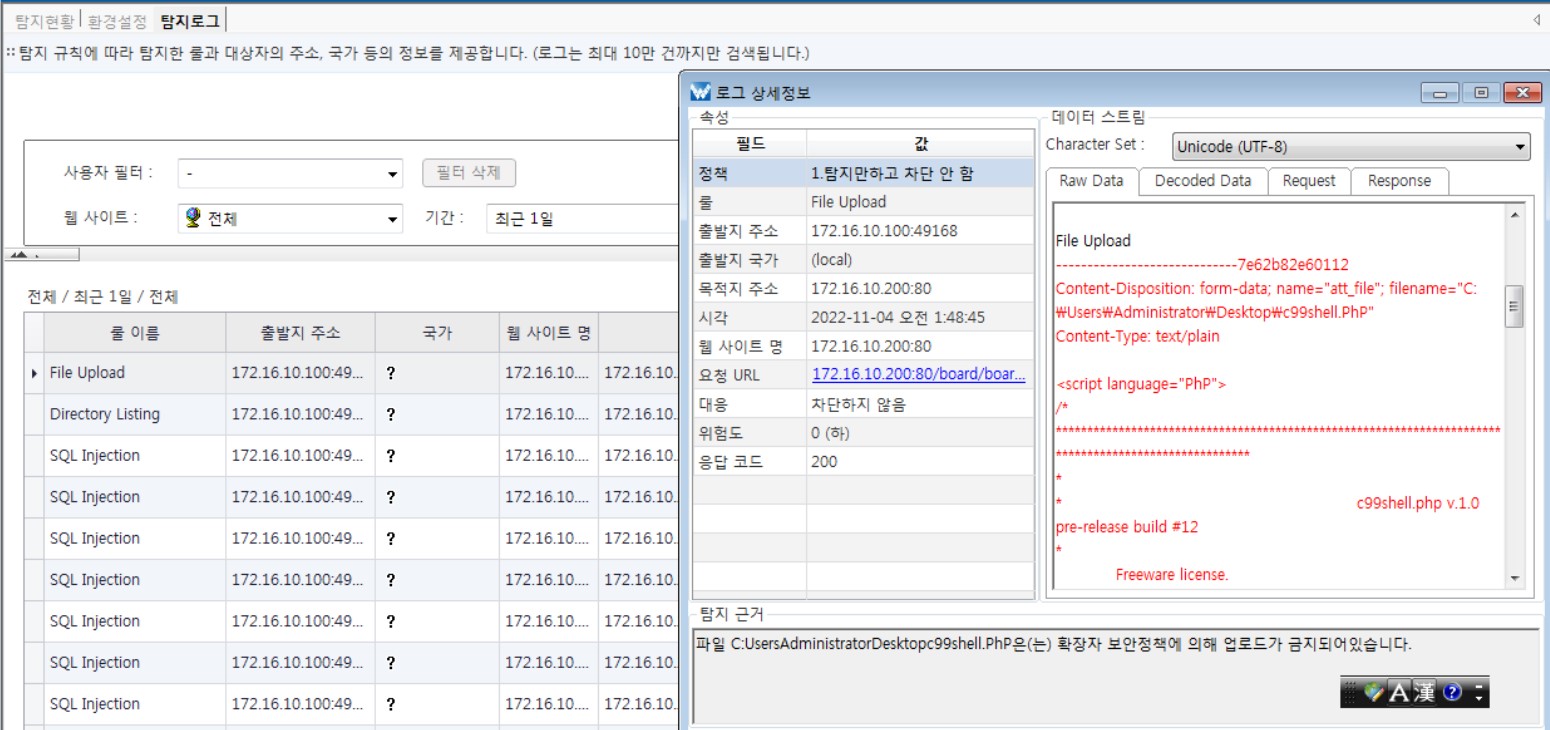 탐지현황 환경설정 탐지로그
탐지 규칙에 따라 탐지한 룰과 대상자의 주소, 국가 등의 정보를 제공합니다. (로그는 최대 10만 건까지만 검색됩니다.)
사용자 필터 : - 필터 삭제
웹 사이트 : 전체 기간 : 최근 1일
전체 / 최근 1일 / 전체
룰 이름 출발지 주소 국가 웹 사이트 명
File Upload 172.16.10.100:49... ? 172.16.10.... 172.16.10.
Directory Listing 172.16.10.100:49... ? 172.16.10.... 172.16.10.
SQL Injection 172.16.10.100:49... ? 172.16.10.... 172.16.10.
SQL Injection 172.16.10.100:49... ? 172.16.10.... 172.16.10.
SQL Injection 172.16.10.100:49... ? 172.16.10.... 172.16.10.
SQL Injection 172.16.10.100:49... ? 172.16.10.... 172.16.10.
SQL Injection 172.16.10.100:49... ? 172.16.10.... 172.16.10.
SQL Injection 172.16.10.100:49... ? 172.16.10.... 172.16.10.
SQL Injection 172.16.10.100:49... ? 172.16.10.... 172.16.10.
로그 상세정보
속성
필드 값
정책 1.탐지만하고 차단 안 함
룰 File Upload
출발지 주소 172.16.10.100:49168
출발지 국가 (local)
목적지 주소 172.16.10.200:80
시각 2022-11-04 오전 1:48:45
웹 사이트 명 172.16.10.200:80
요청 URL 172.16.10.200:80/board/boar...
대응 차단하지 않음
위험도 0 (하)
응답 코드 200
데이터 스트림
Character Set : Unicode (UTF-8)
Raw Data Decoded Data Request Response
File Upload
-----------------------------7e62b82e60112
Content-Disposition: form-data; name="att_file"; filename="C:
₩Users₩Administrator₩Desktop₩c99shell.PhP"
Content-Type: text/plain
<script language="PhP">
/*
***********************************************************************
*******************************
*
* c99shell.php v.1.0
pre-release build #12
*
Freeware license.
탐지 근거
파일 C:UsersAdministratorDesktopc99shell.PhP은(는) 확장자 보안정책에 의해 업로드가 금지되어있습니다.
A 漢 ?